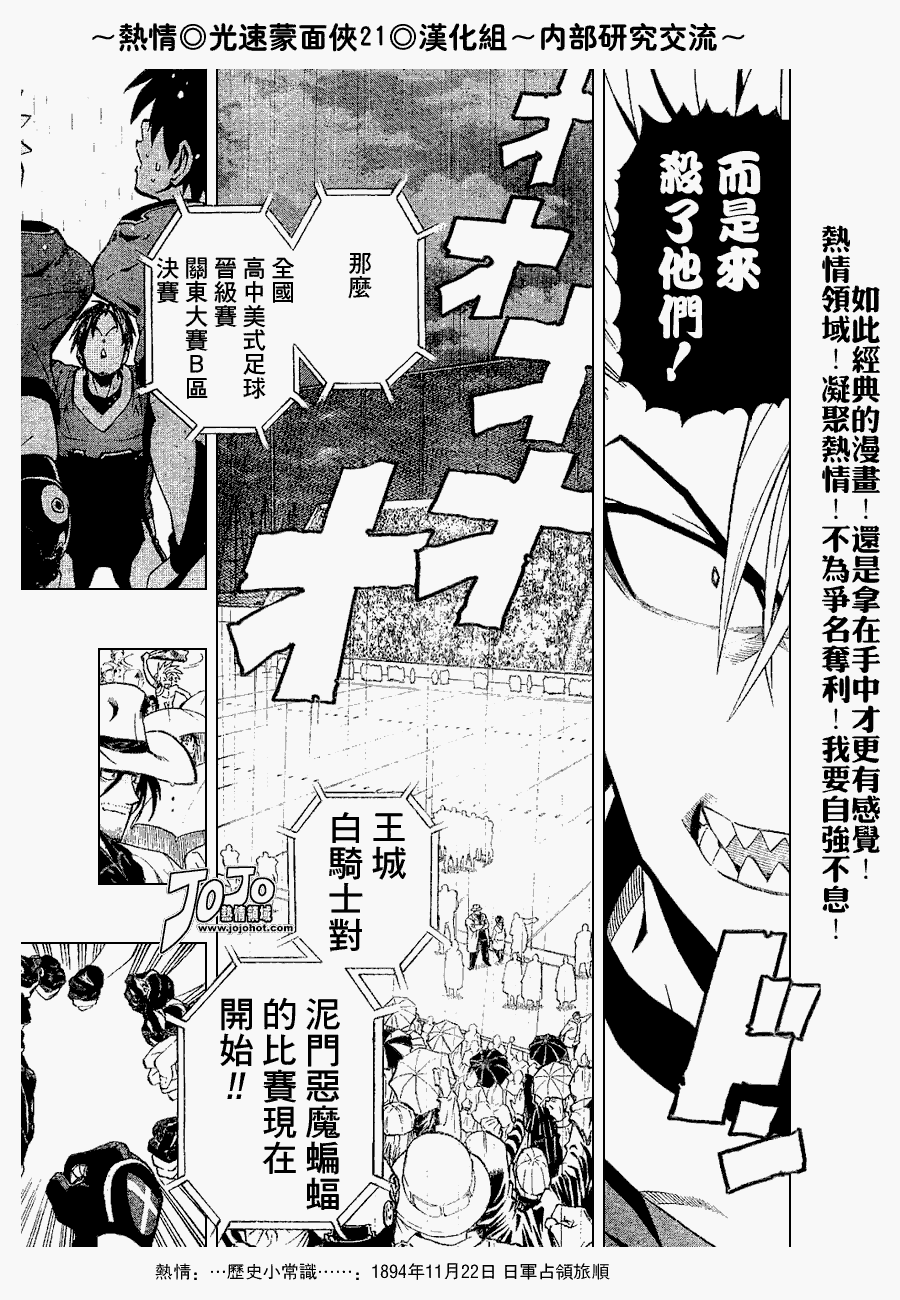 ～熱情◎光速蒙面俠21◎漢化組～内部研究交流～
而是來
殺了他們！
如此經典的漫畫！還是拿在手中才更有感覺！
熱情領域！凝聚熱情！不為爭名奪利！我要自強不息！
オオオオオ
那麼
全國
高中美式足球
晉級賽
關東大賽B區
決賽
王城
白騎士對
泥門惡魔蝙蝠
的比賽現在
開始!!
JOJO
熱情領域
www.jojohot.com
熱情：…歷史小常識……：1894年11月22日 日軍占領旅順